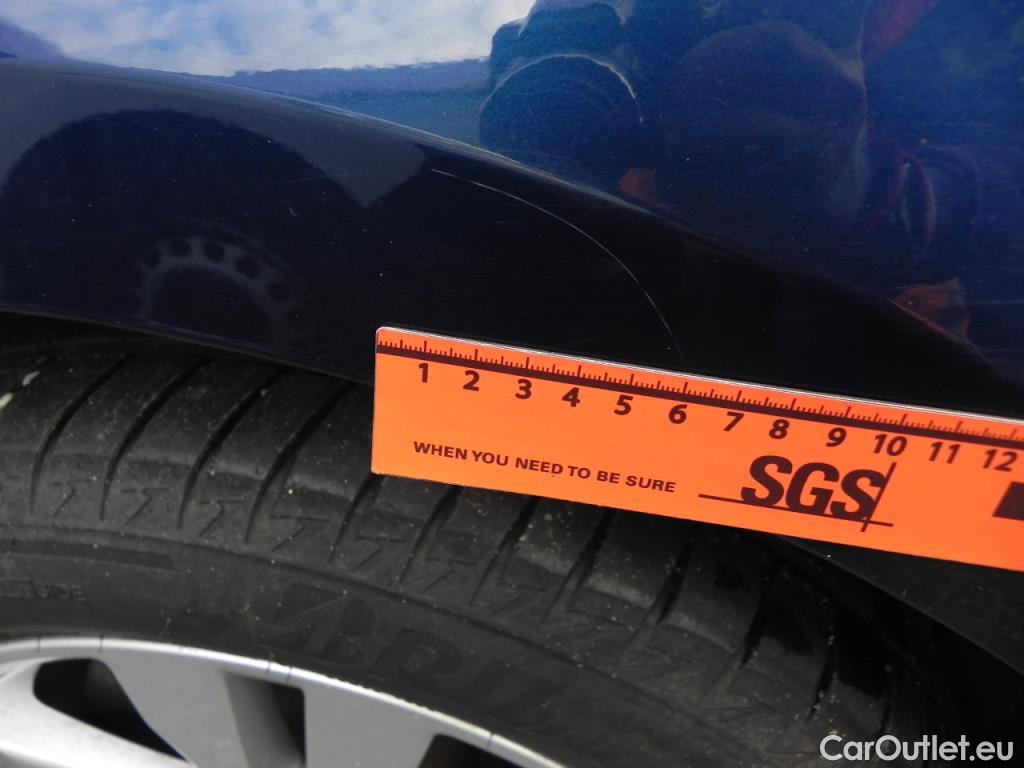 1 2 3 4 5 6 7 8 9 10 11 12
WHEN YOU NEED TO BE SURE
SGS
CarOutlet.eu